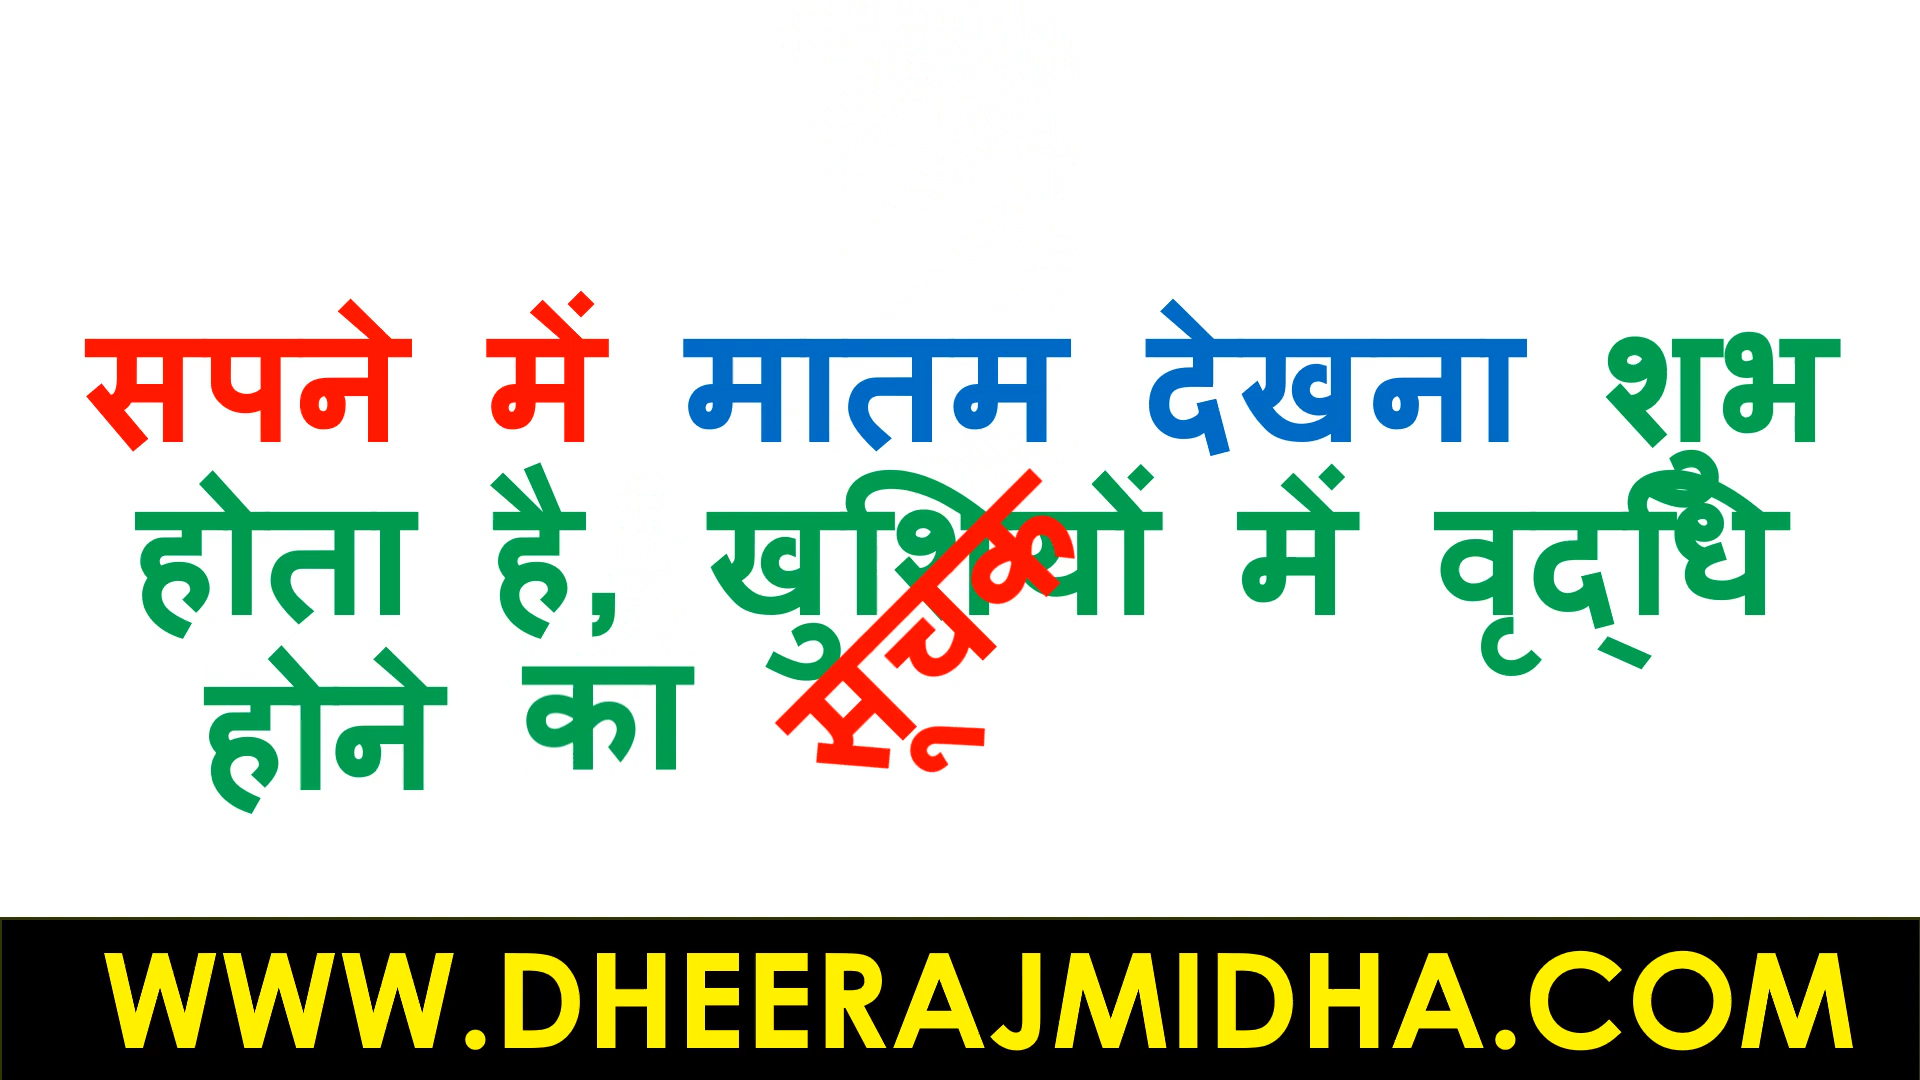 सपने में मातम देखना शुभ
होता है, खुशियों में वृद्धि
होने का सूचक
WWW.DHEERAJMIDHA.COM